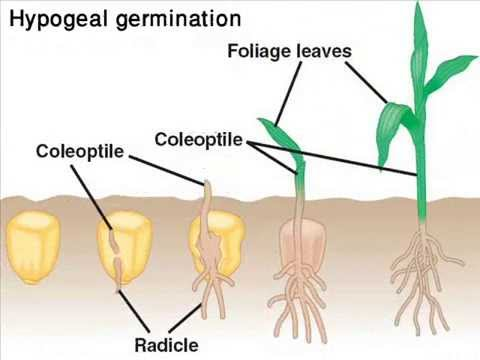 Hypogeal germination
Foliage leaves
Coleoptile
Coleoptile
Radicle